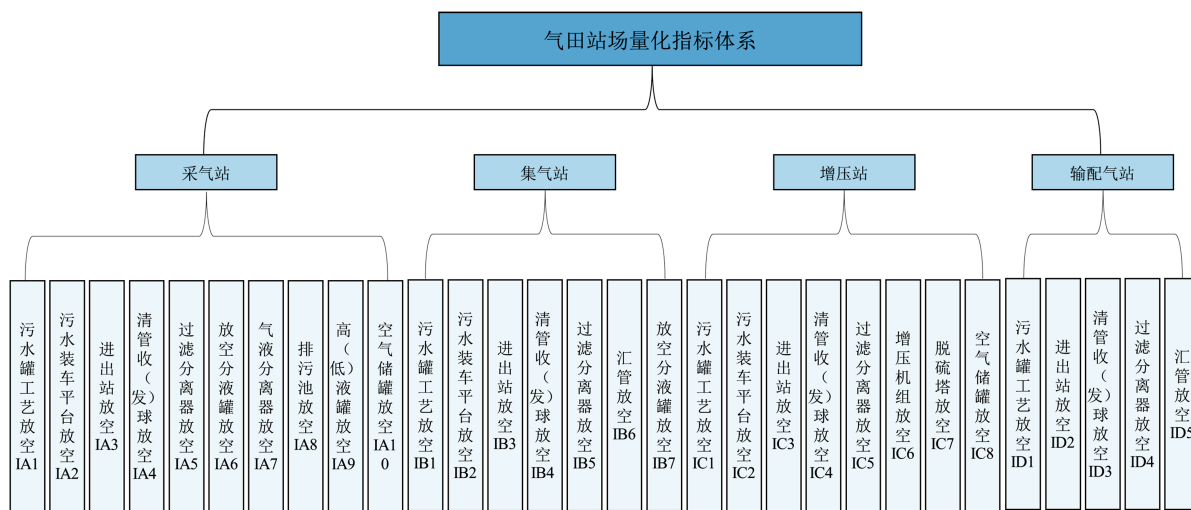 气田站场量化指标体系
采气站
集气站
增压站
输配气站
污水罐工艺放空IA1
污水装车平台放空IA2
进出站放空IA3
清管收(发)球放空IA4
过滤分离器放空IA5
放空分液罐放空IA6
气液分离器放空IA7
排污池放空IA8
高(低)液罐放空IA9
空气储罐放空IA10
污水罐工艺放空IB1
污水装车平台放空IB2
进出站放空IB3
清管收(发)球放空IB4
过滤分离器放空IB5
汇管放空IB6
放空分液罐放空IB7
污水罐工艺放空IC1
污水装车平台放空IC2
进出站放空IC3
清管收(发)球放空IC4
过滤分离器放空IC5
增压机组放空IC6
脱硫塔放空IC7
空气储罐放空IC8
污水罐工艺放空ID1
进出站放空ID2
清管收(发)球放空ID3
过滤分离器放空ID4
汇管放空ID5